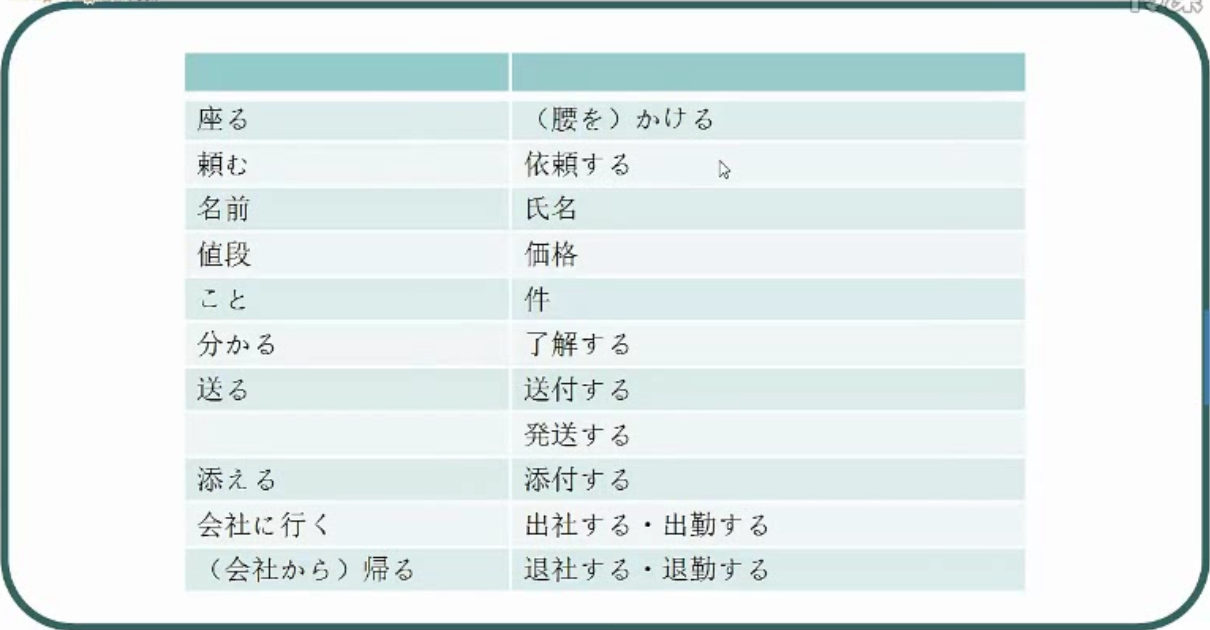 座る （腰を）かける
頼む 依頼する
名前 氏名
値段 価格
こと 件
分かる 了解する
送る 送付する
発送する
添える 添付する
会社に行く 出社する・出勤する
（会社から）帰る 退社する・退勤する